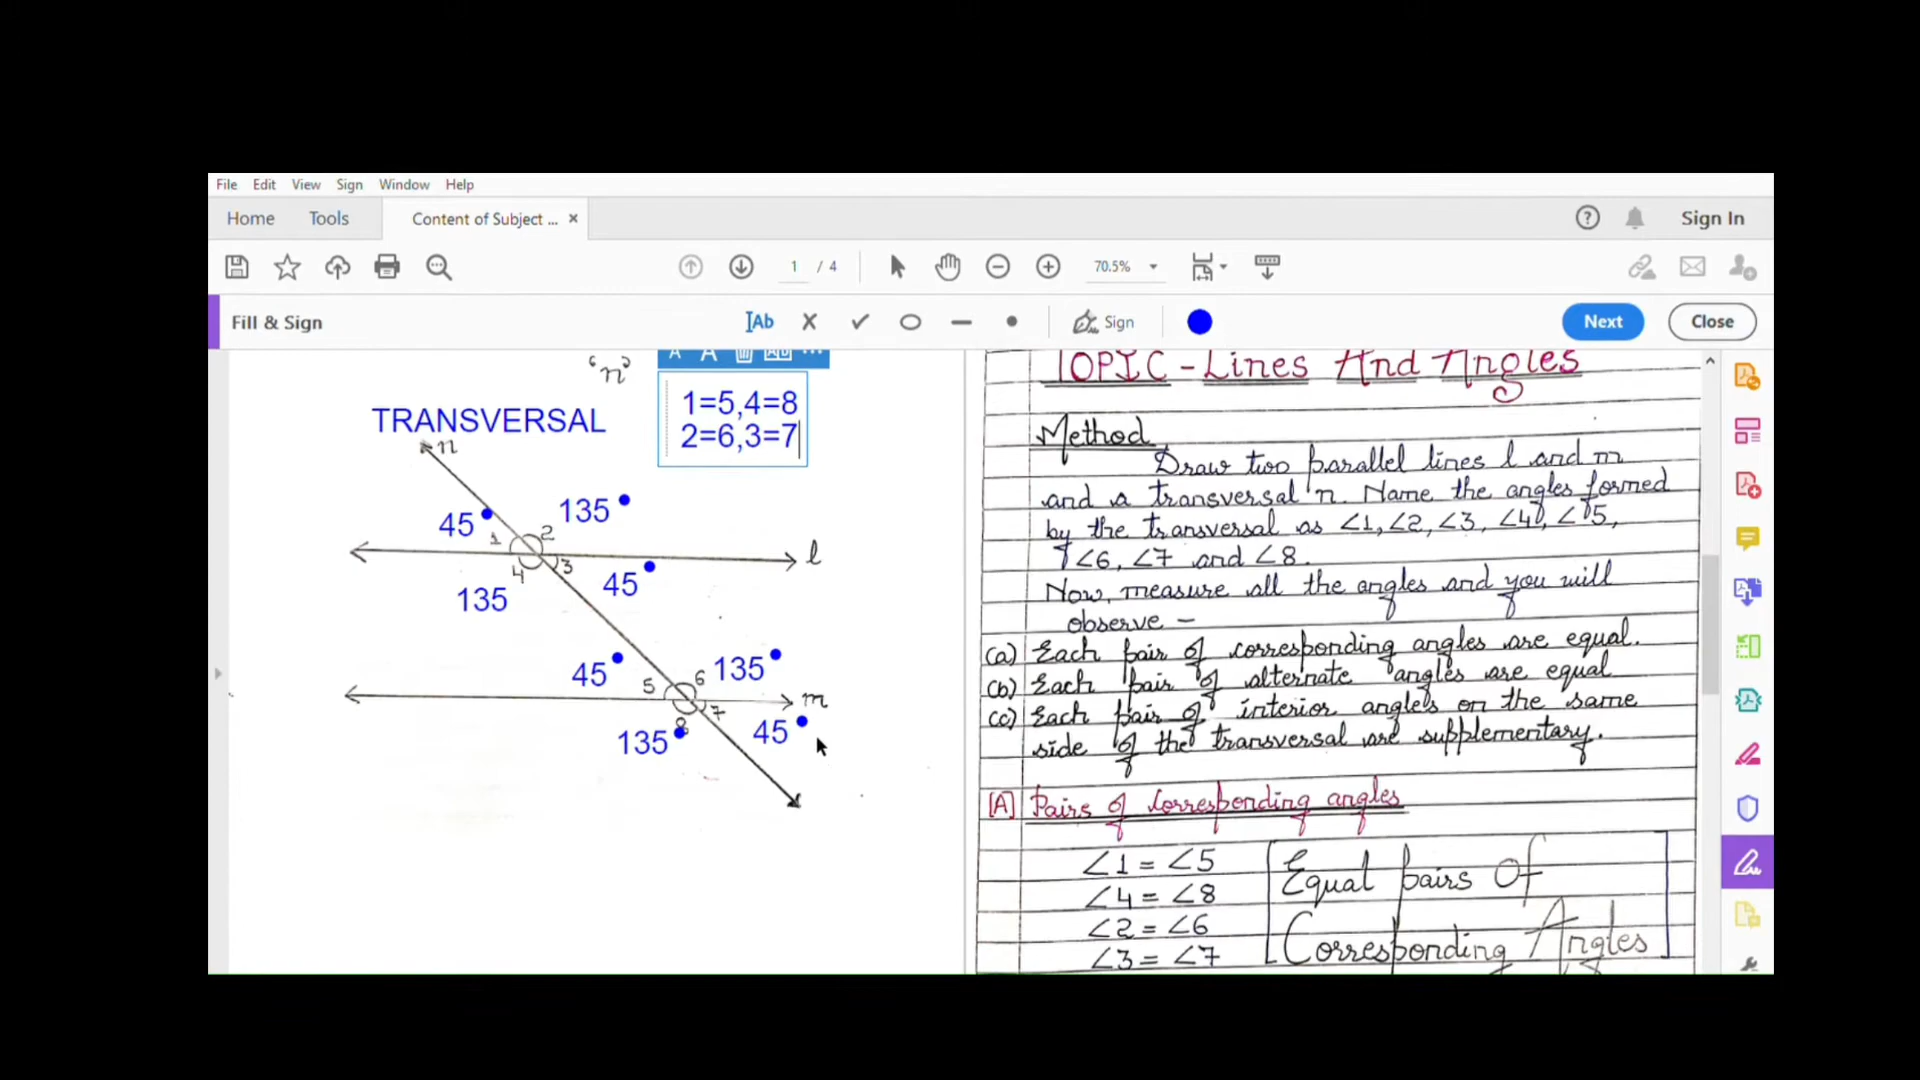 File Edit View Sign Window Help
Home Tools Content of Subject ... × Sign In
1 / 4 70.5%
Fill & Sign IAb Sign Next Close
'n'
1=5,4=8
2=6,3=7
TRANSVERSAL
n
45 135
1 2
l
4 3
135 45
45 135
5 6
m
8 7
135 45
TOPIC - Lines And Angles
Method
Draw two parallel lines l and m
and a transversal n. Name the angles formed
by the transversal as ∠1, ∠2, ∠3, ∠4, ∠5,
∠6, ∠7 and ∠8.
Now, measure all the angles and you will
observe –
(a) Each pair of corresponding angles are equal.
(b) Each pair of alternate angles are equal
(c) Each pair of interior angles on the same
side of the transversal are supplementary.
[A] Pairs of corresponding angles
∠1 = ∠5
∠4 = ∠8
∠2 = ∠6
∠3 = ∠7
Equal pairs Of
Corresponding Angles